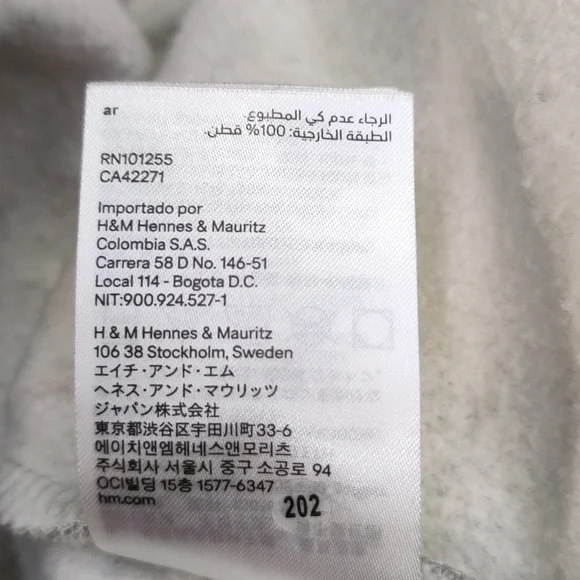 ar
الرجاء عدم كي المطبوع.
الطبقة الخارجية: 100% قطن.
RN101255
CA42271
Importado por
H&M Hennes & Mauritz
Colombia S.A.S.
Carrera 58 D No. 146-51
Local 114 - Bogota D.C.
NIT:900.924.527-1
H & M Hennes & Mauritz
106 38 Stockholm, Sweden
エイチ・アンド・エム
ヘネス・アンド・マウリッツ
ジャパン株式会社
東京都渋谷区宇田川町33-6
에이치앤엠헤네스앤모리츠
주식회사 서울시 중구 소공로 94
OCI빌딩 15층 1577-6347
hm.com
202